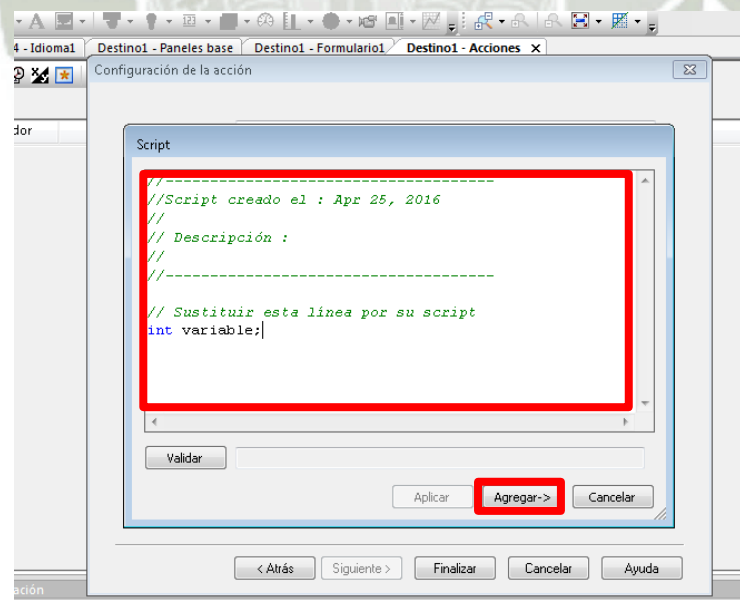 4 - Idioma1 Destino1 - Paneles base Destino1 - Formulario1 Destino1 - Acciones X
Configuración de la acción
dor
Script
//-------------------------------------
//Script creado el : Apr 25, 2016
//
// Descripción :
//
//-------------------------------------
// Sustituir esta línea por su script
int variable;
Validar
Aplicar Agregar-> Cancelar
< Atrás Siguiente > Finalizar Cancelar Ayuda
ación